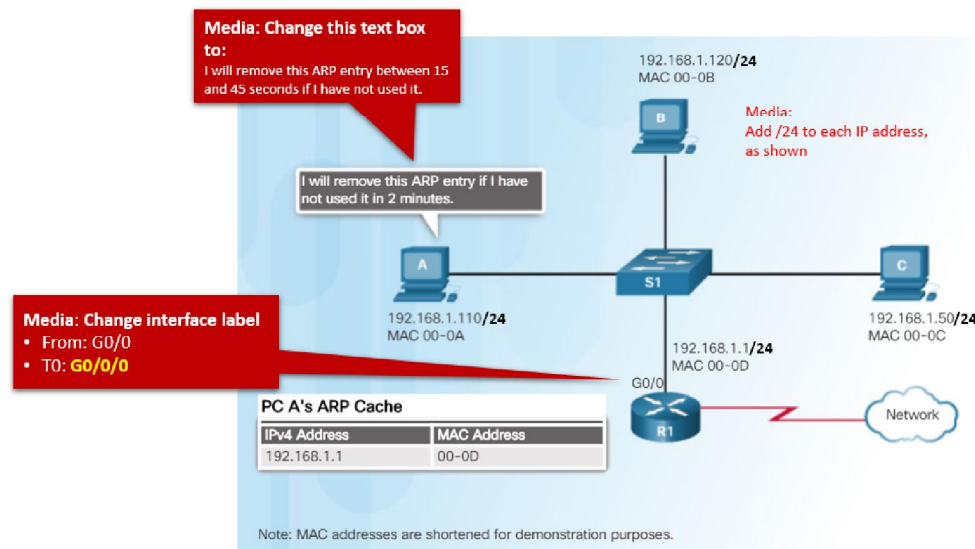 Media: Change this text box
to:
I will remove this ARP entry between 15
and 45 seconds if I have not used it.
192.168.1.120/24
MAC 00-0B
B
Media:
Add /24 to each IP address,
as shown
I will remove this ARP entry if I have
not used it in 2 minutes.
A
S1
C
192.168.1.110/24
MAC 00-0A
192.168.1.50/24
MAC 00-0C
Media: Change interface label
• From: G0/0
• T0: G0/0/0
192.168.1.1/24
MAC 00-0D
G0/0
R1
Network
PC A's ARP Cache
IPv4 Address MAC Address
192.168.1.1 00-0D
Note: MAC addresses are shortened for demonstration purposes.